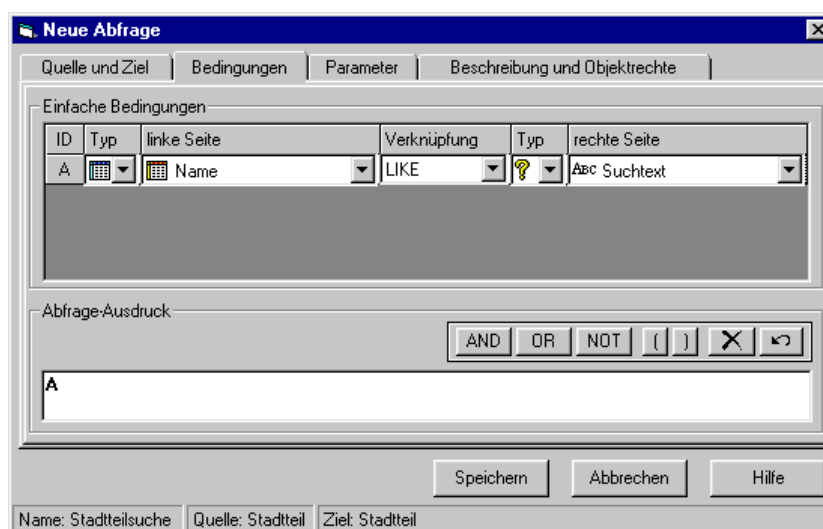 Neue Abfrage
Quelle und Ziel Bedingungen Parameter Beschreibung und Objektrechte
Einfache Bedingungen
ID Typ linke Seite Verknüpfung Typ rechte Seite
A Name LIKE ? ABC Suchtext
Abfrage-Ausdruck
AND OR NOT ( )
A
Speichern Abbrechen Hilfe
Name: Stadtteilsuche Quelle: Stadtteil Ziel: Stadtteil